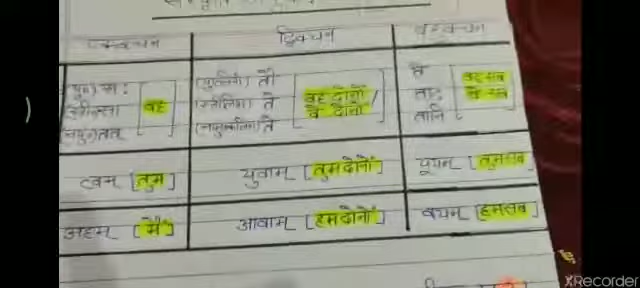 एकवचन द्विवचन बहुवचन
(पु०) सः (पुल्लिंग) तौ ते
(स्त्री०) सा [वह] (स्त्रीलिंग) ते [वह दोनों / वे दोनों] ताः [वह सब वे सब]
(नपु०) तत् (नपुंसकलिंग) ते तानि
त्वम् [तुम] युवाम् [तुम दोनों] यूयम् [तुम सब]
अहम् [मैं] आवाम् [हम दोनों] वयम् [हम सब]
XRecorder